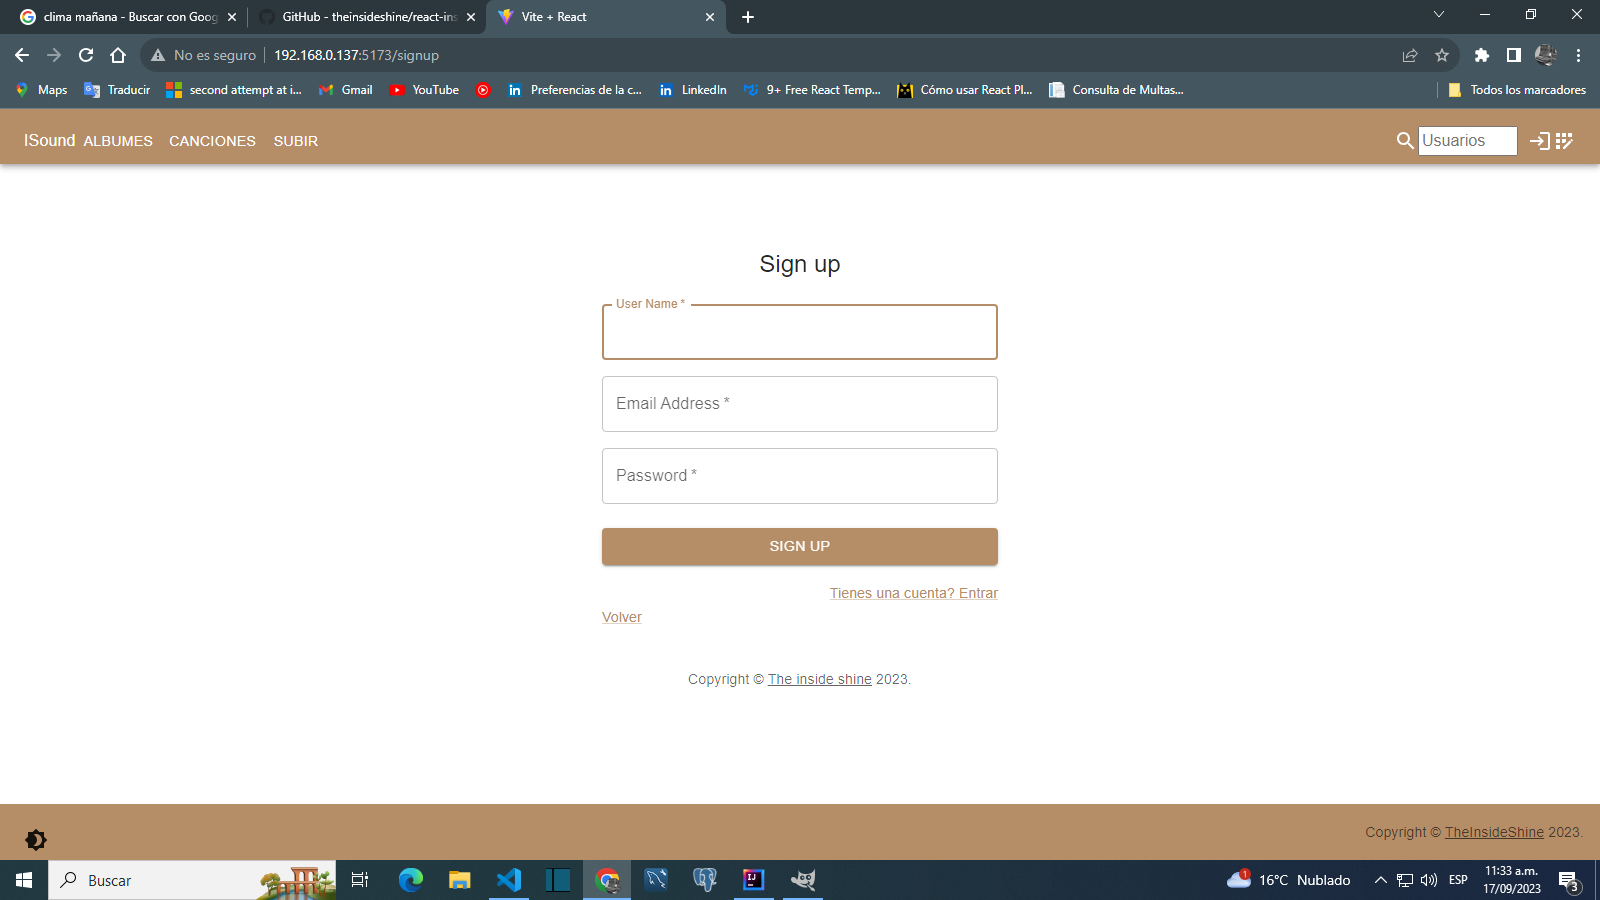 clima mañana - Buscar con Goog
GitHub - theinsideshine/react-ins
Vite + React
No es seguro
192.168.0.137:5173/signup
Maps
Traducir
second attempt at i...
Gmail
YouTube
Preferencias de la c...
LinkedIn
9+ Free React Temp...
Cómo usar React Pl...
Consulta de Multas...
Todos los marcadores
ISound ALBUMES CANCIONES SUBIR
Usuarios
Sign up
User Name *
Email Address *
Password *
SIGN UP
Tienes una cuenta? Entrar
Volver
Copyright © The inside shine 2023.
Copyright © TheInsideShine 2023.
Buscar
1
16°C Nublado
ESP
11:33 a.m.
17/09/2023
3